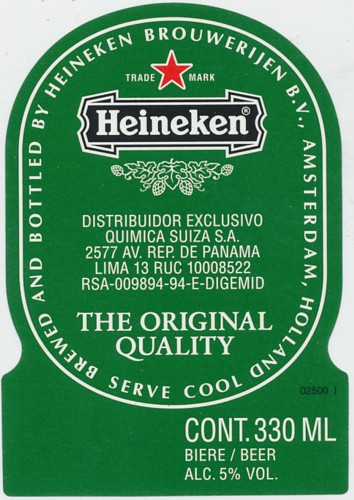 BREWED AND BOTTLED BY HEINEKEN BROUWERIJEN B.V., AMSTERDAM, HOLLAND
TRADE MARK
Heineken®
DISTRIBUIDOR EXCLUSIVO
QUIMICA SUIZA S.A.
2577 AV. REP. DE PANAMA
LIMA 13 RUC 10008522
RSA-009894-94-E-DIGEMID
THE ORIGINAL
QUALITY
SERVE COOL
02500 I
CONT. 330 ML
BIERE / BEER
ALC. 5% VOL.